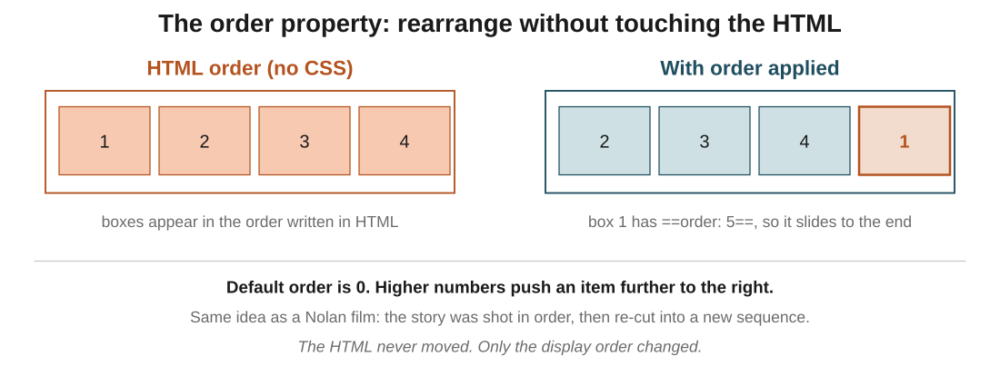 The order property: rearrange without touching the HTML
HTML order (no CSS)
1 2 3 4
boxes appear in the order written in HTML
With order applied
2 3 4 1
box 1 has ==order: 5==, so it slides to the end
Default order is 0. Higher numbers push an item further to the right.
Same idea as a Nolan film: the story was shot in order, then re-cut into a new sequence.
The HTML never moved. Only the display order changed.